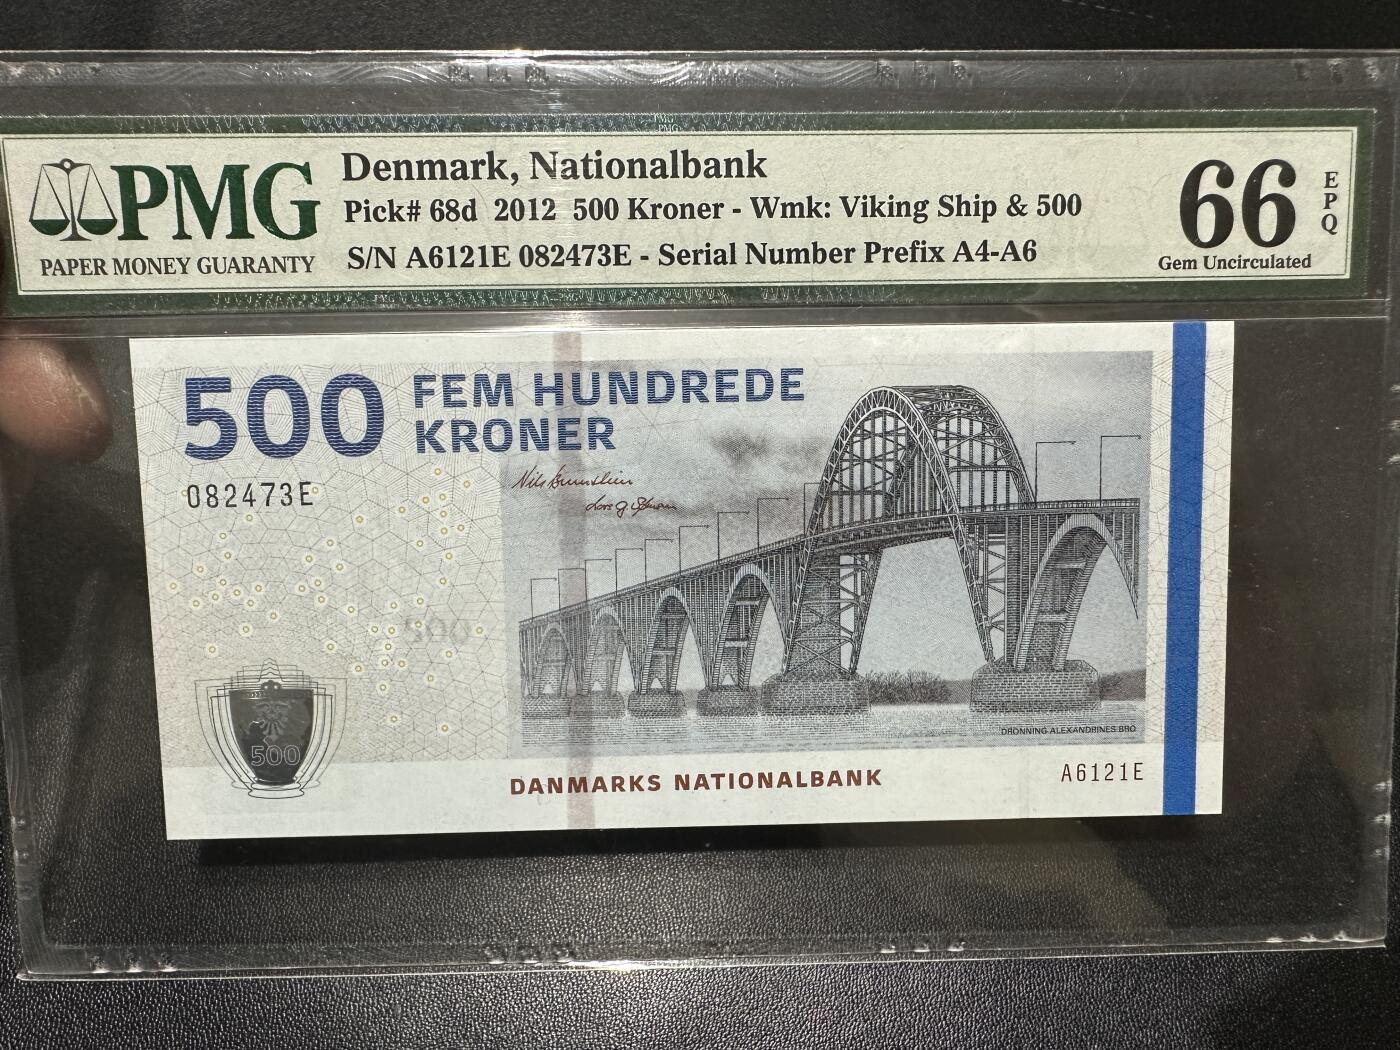 PMG
PAPER MONEY GUARANTY
Denmark, Nationalbank
Pick# 68d 2012 500 Kroner - Wmk: Viking Ship & 500
S/N A6121E 082473E - Serial Number Prefix A4-A6
66
EPQ
Gem Uncirculated
500
FEM HUNDREDE
KRONER
082473E
500
500
DRONNING ALEXANDRINES BRO
DANMARKS NATIONALBANK
A6121E